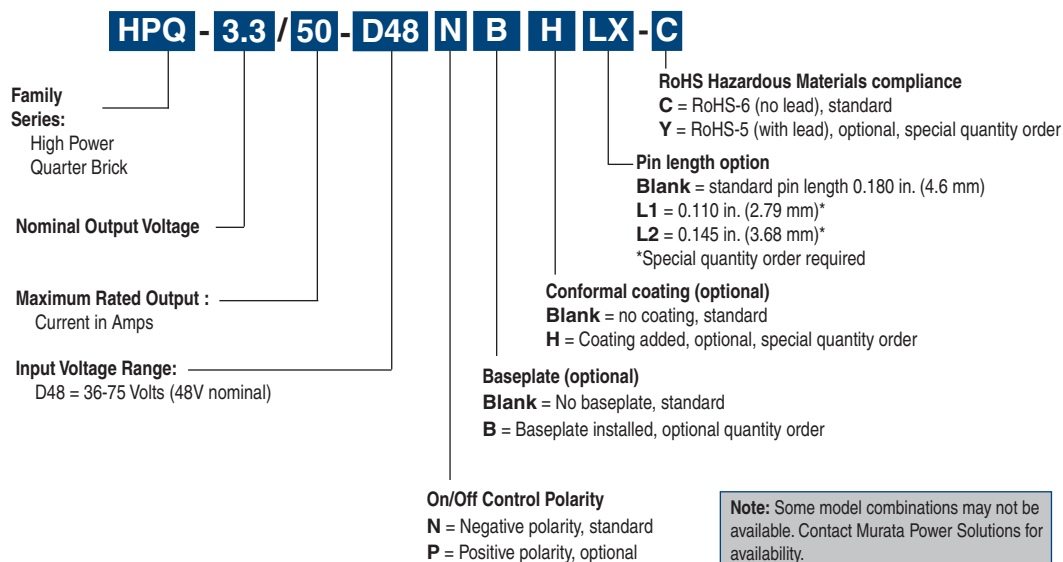 HPQ - 3.3 / 50 - D48 N B H LX - C
RoHS Hazardous Materials compliance
C = RoHS-6 (no lead), standard
Y = RoHS-5 (with lead), optional, special quantity order
Pin length option
Blank = standard pin length 0.180 in. (4.6 mm)
L1 = 0.110 in. (2.79 mm)*
L2 = 0.145 in. (3.68 mm)*
*Special quantity order required
Conformal coating (optional)
Blank = no coating, standard
H = Coating added, optional, special quantity order
Baseplate (optional)
Blank = No baseplate, standard
B = Baseplate installed, optional quantity order
On/Off Control Polarity
N = Negative polarity, standard
P = Positive polarity, optional
Family
Series:
High Power
Quarter Brick
Nominal Output Voltage
Maximum Rated Output :
Current in Amps
Input Voltage Range:
D48 = 36-75 Volts (48V nominal)
Note: Some model combinations may not be
available. Contact Murata Power Solutions for
availability.